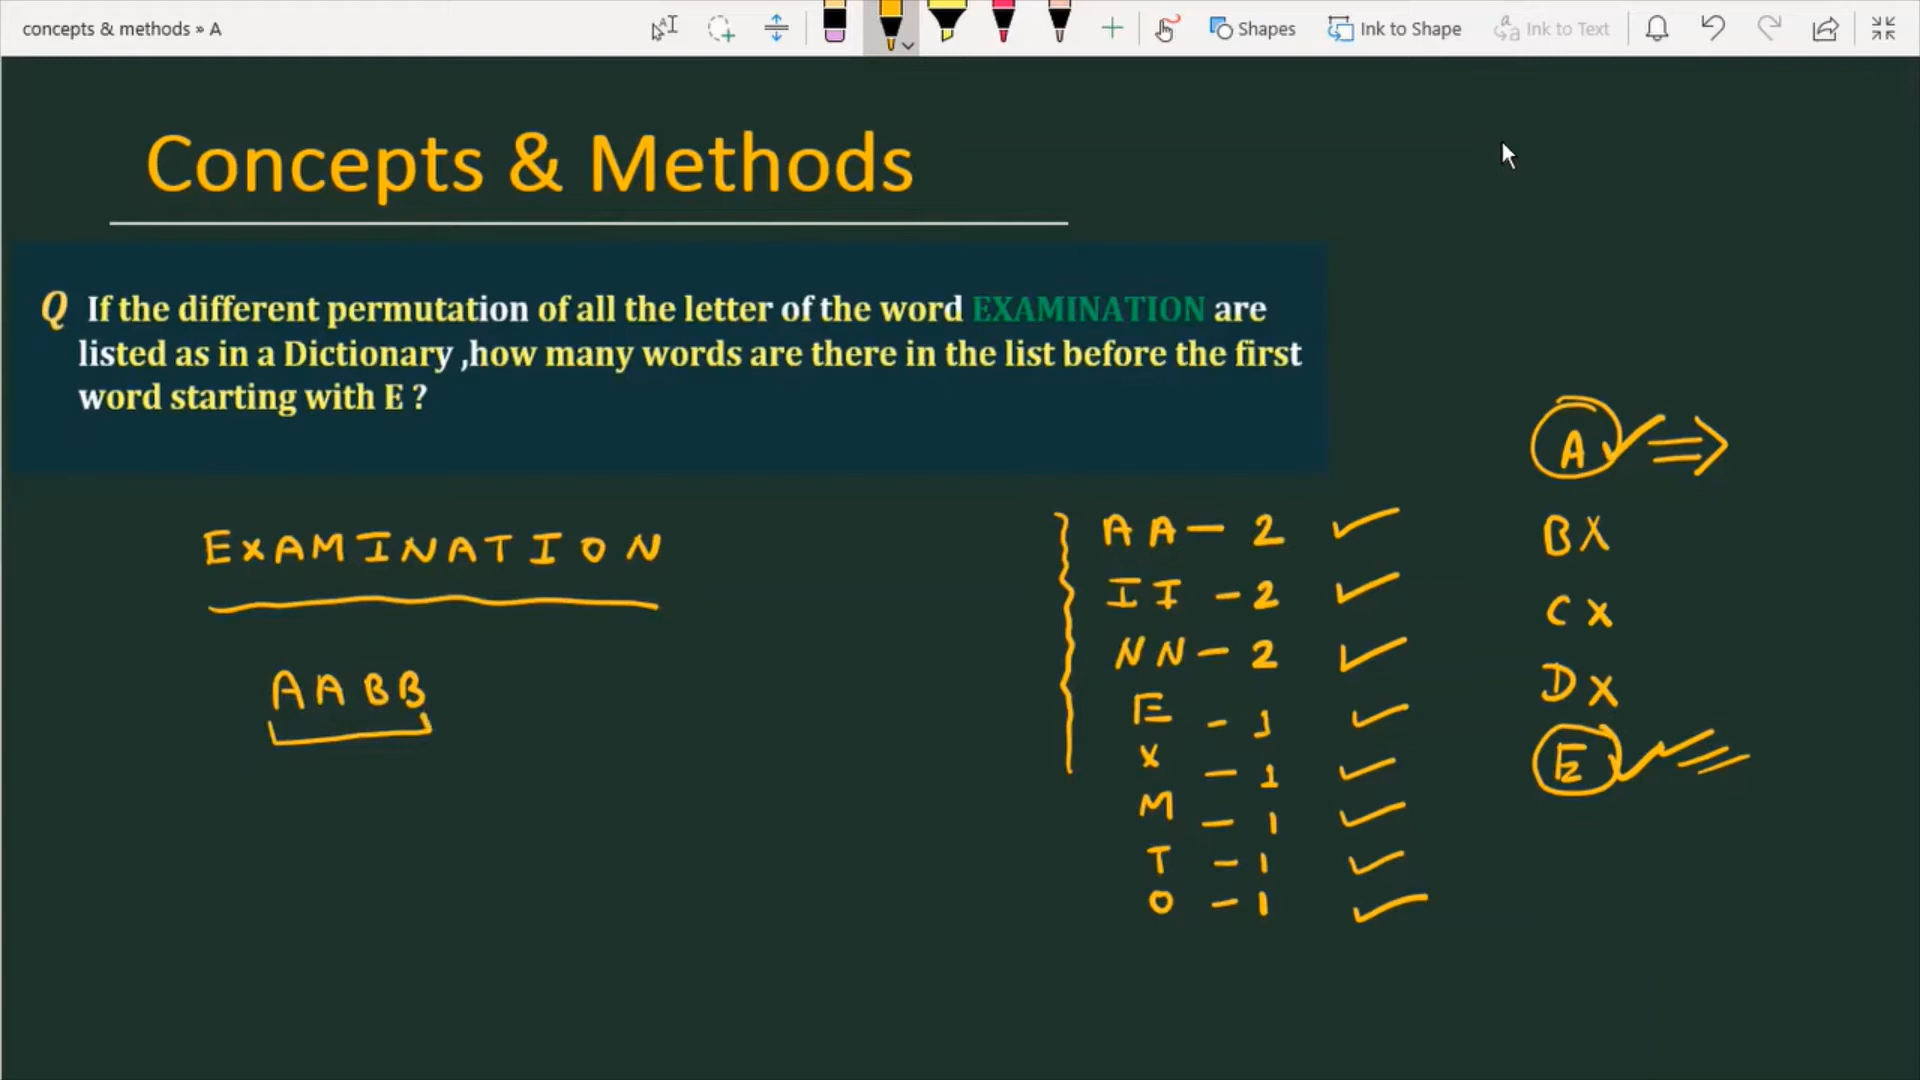 concepts & methods » A
Shapes
Ink to Shape
Ink to Text
Concepts & Methods
Q If the different permutation of all the letter of the word EXAMINATION are
listed as in a Dictionary ,how many words are there in the list before the first
word starting with E ?
EXAMINATION
AABB
AA - 2
II - 2
NN - 2
E - 1
X - 1
M - 1
T - 1
O - 1
A ⇒
B X
C X
D X
E